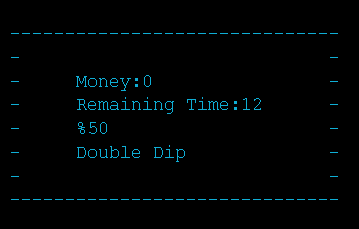 ------------------------------
-                            -
-     Money:0                -
-     Remaining Time:12      -
-     %50                    -
-     Double Dip             -
-                            -
------------------------------